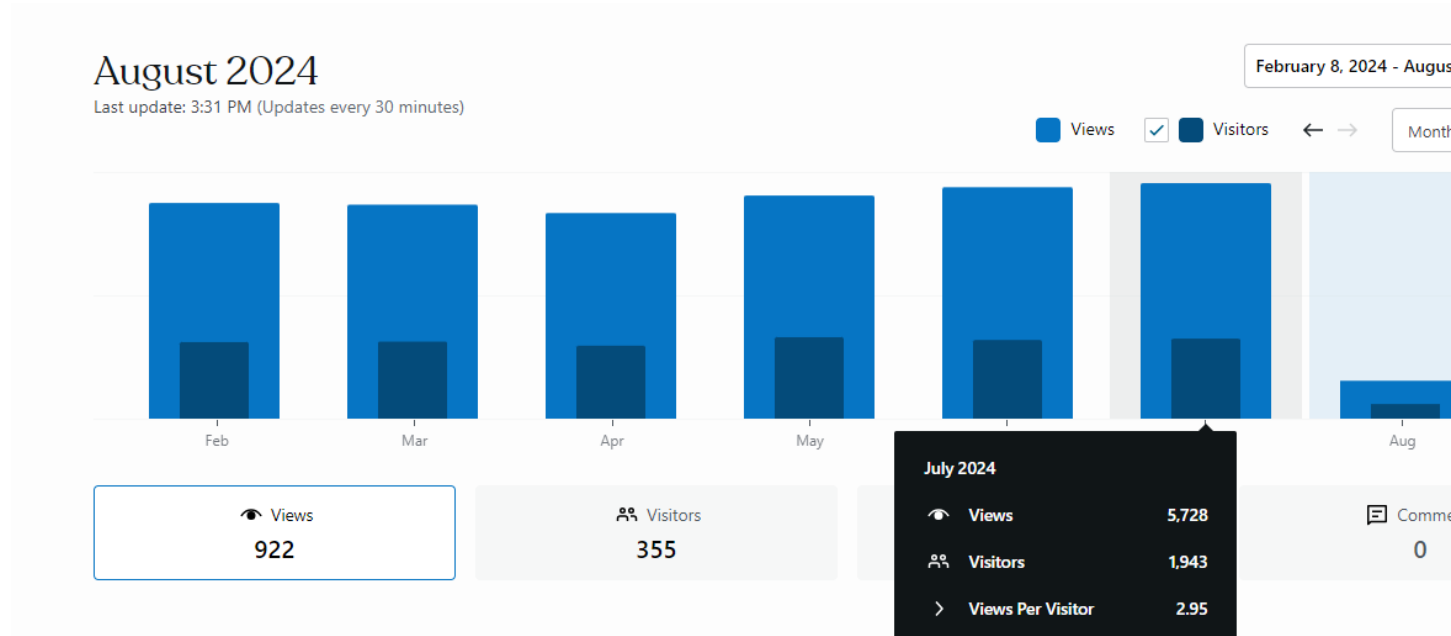 August 2024
Last update: 3:31 PM (Updates every 30 minutes)
February 8, 2024 - Augus
Views Visitors Month
Feb Mar Apr May Aug
Views
922
Visitors
355
July 2024
Views 5,728
Visitors 1,943
Views Per Visitor 2.95
Comme
0